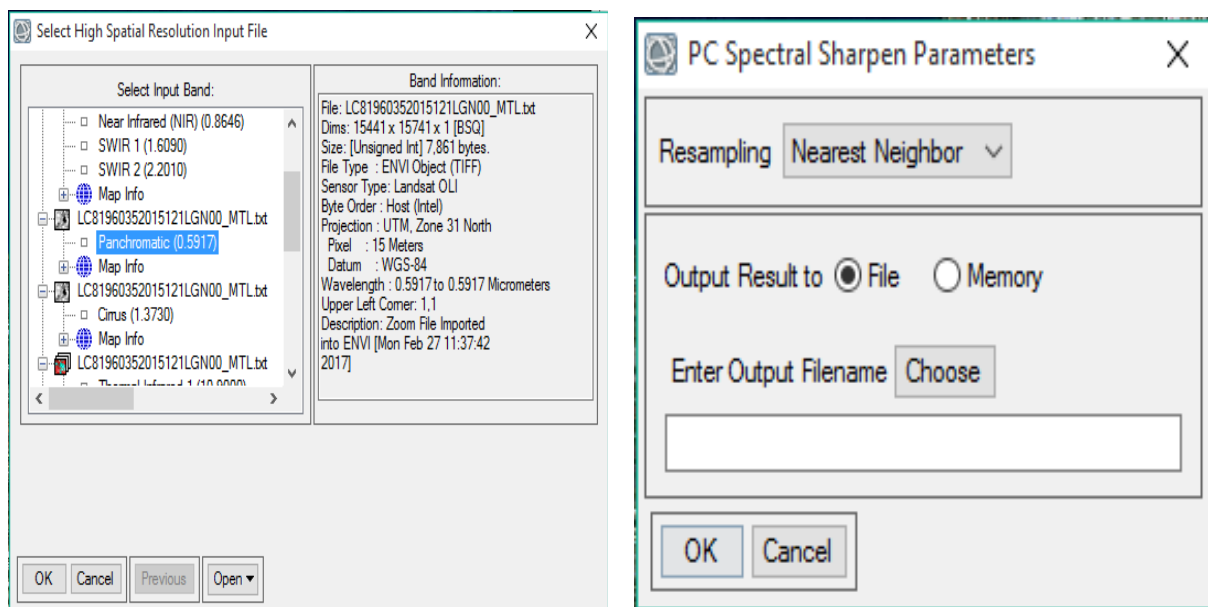 Select High Spatial Resolution Input File
Select Input Band:
Near Infrared (NIR) (0.8646)
SWIR 1 (1.6090)
SWIR 2 (2.2010)
Map Info
LC81960352015121LGN00_MTL.txt
Panchromatic (0.5917)
Map Info
LC81960352015121LGN00_MTL.txt
Cirrus (1.3730)
Map Info
LC81960352015121LGN00_MTL.txt
Thermal Infrared 1 (10.9000)
Band Information:
File: LC81960352015121LGN00_MTL.txt
Dims: 15441 x 15741 x 1 [BSQ]
Size: [Unsigned Int] 7,861 bytes.
File Type : ENVI Object (TIFF)
Sensor Type: Landsat OLI
Byte Order : Host (Intel)
Projection : UTM, Zone 31 North
Pixel : 15 Meters
Datum : WGS-84
Wavelength : 0.5917 to 0.5917 Micrometers
Upper Left Corner: 1,1
Description: Zoom File Imported
into ENVI [Mon Feb 27 11:37:42
2017]
OK Cancel Previous Open
PC Spectral Sharpen Parameters
Resampling Nearest Neighbor
Output Result to File Memory
Enter Output Filename Choose
OK Cancel